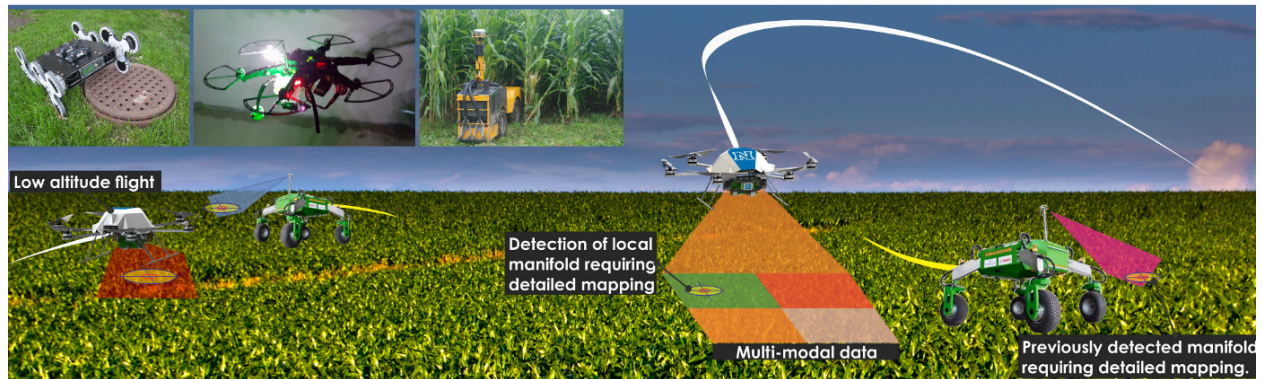 Low altitude flight
Detection of local
manifold requiring
detailed mapping
Multi-modal data
Previously detected manifold
requiring detailed mapping.
N